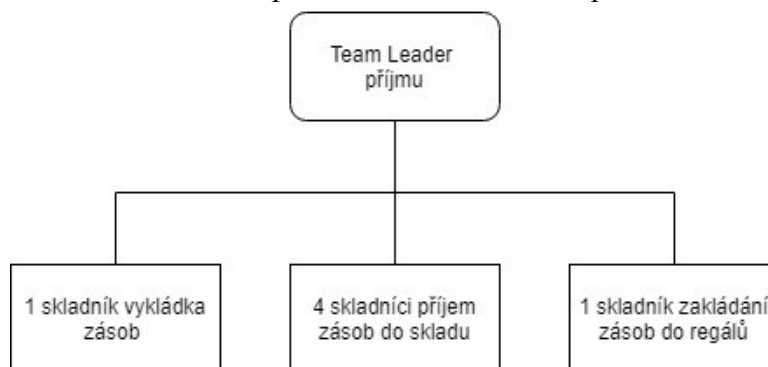 Team Leader
příjmu
1 skladník vykládka
zásob
4 skladníci příjem
zásob do skladu
1 skladník zakládání
zásob do regálů